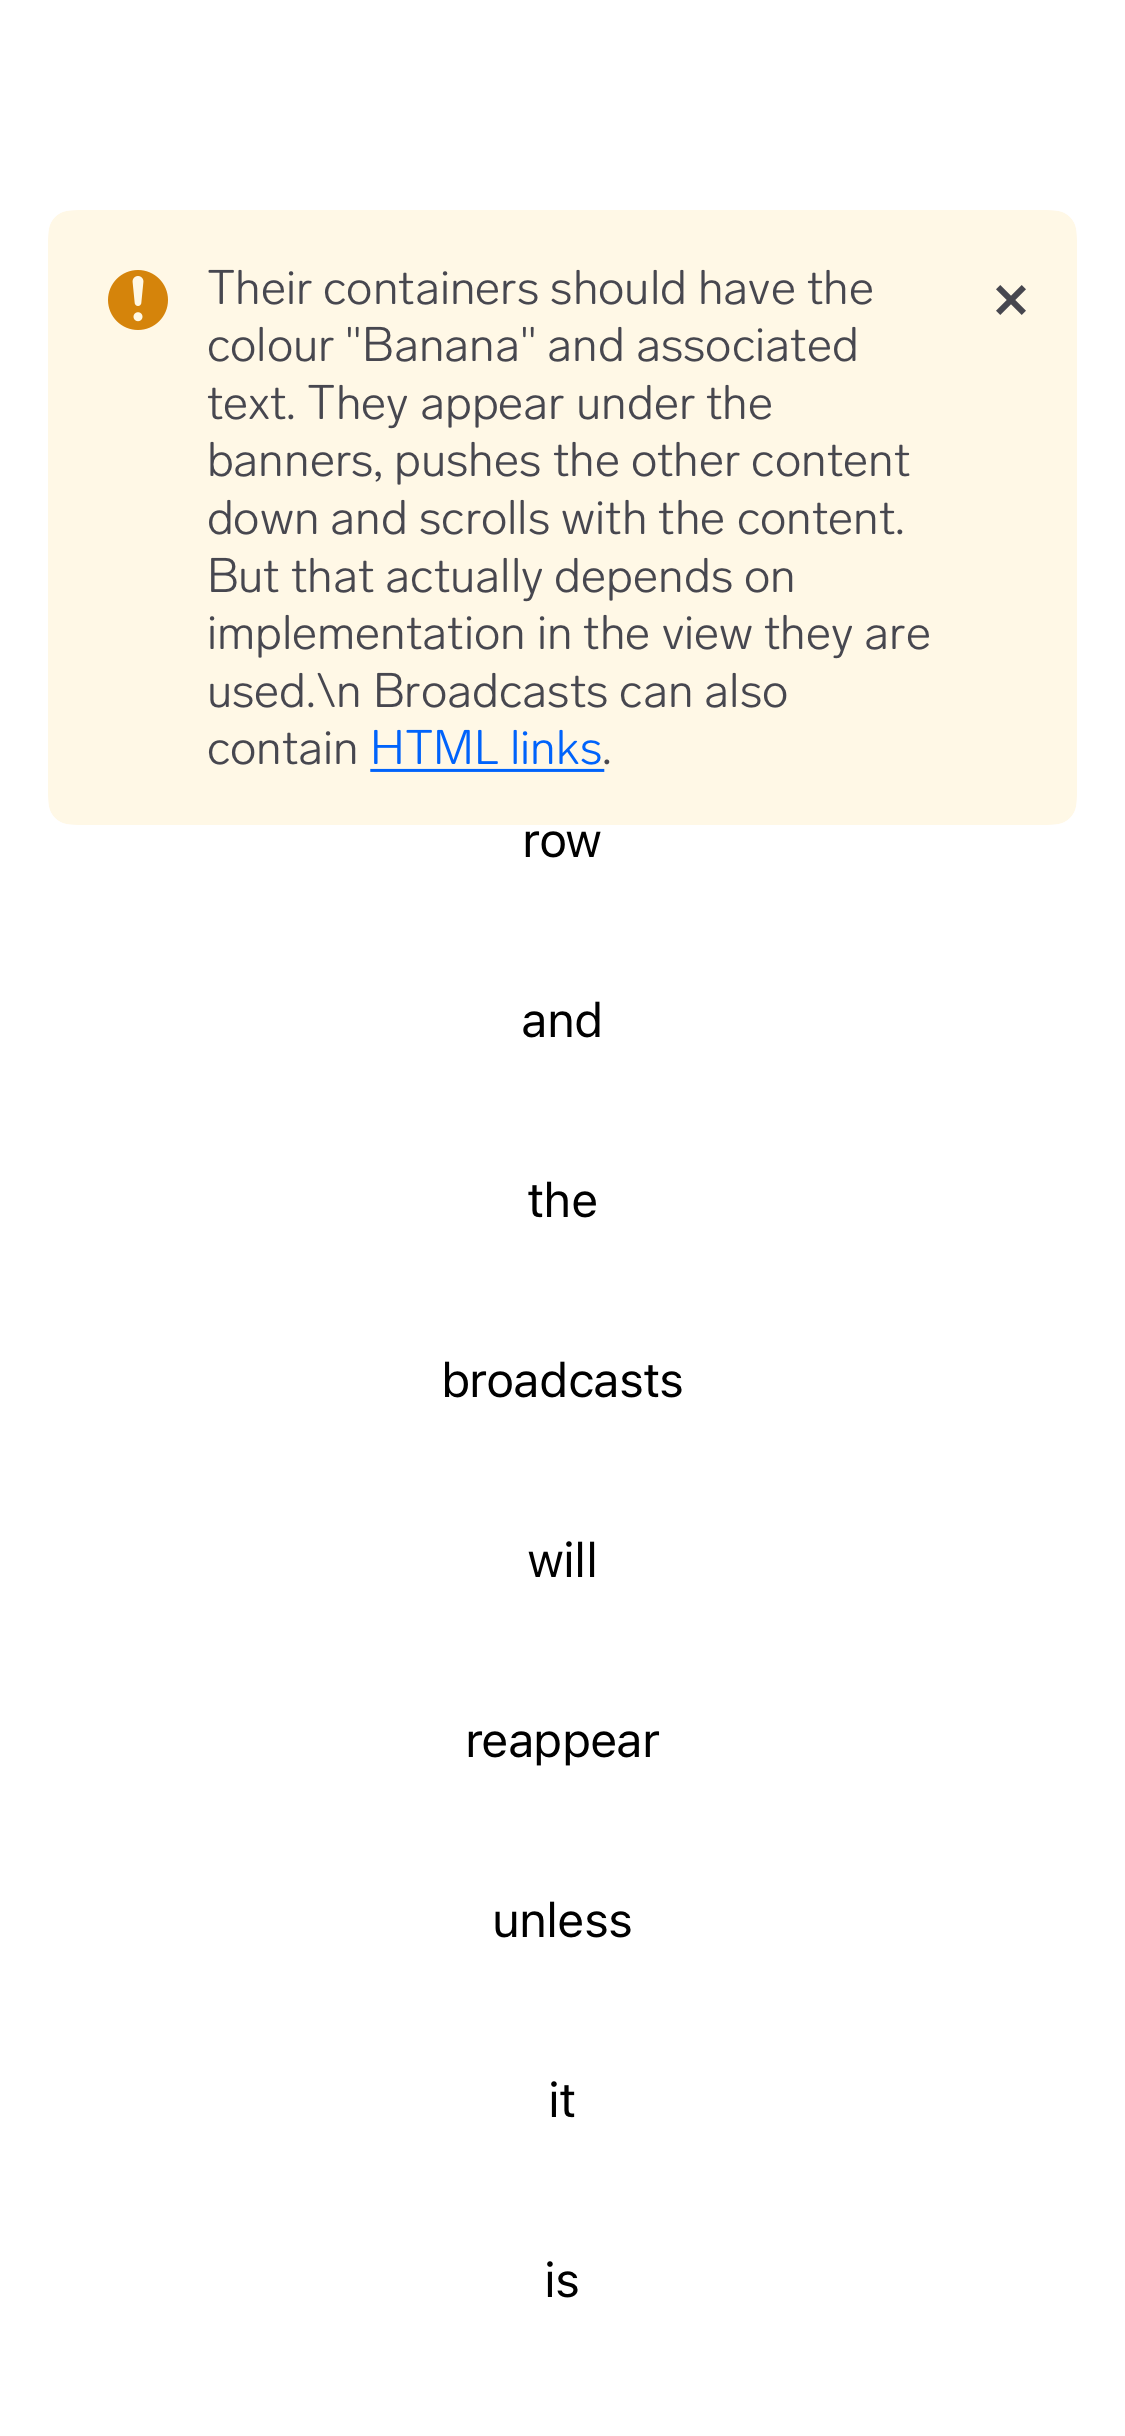 Their containers should have the
colour "Banana" and associated
text. They appear under the
banners, pushes the other content
down and scrolls with the content.
But that actually depends on
implementation in the view they are
used.\n Broadcasts can also
contain HTML links.
row
and
the
broadcasts
will
reappear
unless
it
is